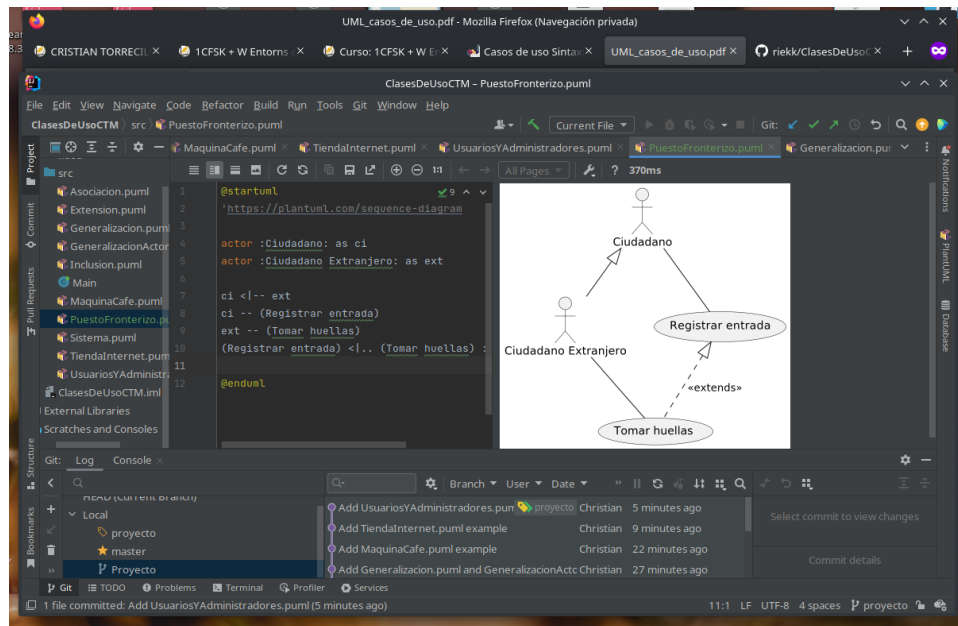 UML_casos_de_uso.pdf - Mozilla Firefox (Navegación privada)
CRISTIAN TORRECIL
1CFSK + W Entorns
Curso: 1CFSK + W En
Casos de uso Sintax
UML_casos_de_uso.pdf
riekk/ClasesDeUsoC
ClasesDeUsoCTM – PuestoFronterizo.puml
File Edit View Navigate Code Refactor Build Run Tools Git Window Help
ClasesDeUsoCTM src PuestoFronterizo.puml
Current File
Git:
MaquinaCafe.puml
TiendaInternet.puml
UsuariosYAdministradores.puml
PuestoFronterizo.puml
Generalizacion.pur
All Pages
? 370ms
1:1
Project
Commit
Pull Requests
Structure
Bookmarks
Notifications
PlantUML
Database
src
Asociacion.puml
Extension.puml
Generalizacion.puml
GeneralizacionActor
Inclusion.puml
Main
MaquinaCafe.puml
PuestoFronterizo.pu
Sistema.puml
TiendaInternet.pum
UsuariosYAdministra
ClasesDeUsoCTM.iml
External Libraries
Scratches and Consoles
1 @startuml
9
2 'https://plantuml.com/sequence-diagram
3
4 actor :Ciudadano: as ci
5 actor :Ciudadano Extranjero: as ext
6
7 ci <|-- ext
8 ci -- (Registrar entrada)
9 ext -- (Tomar huellas)
10 (Registrar entrada) <|.. (Tomar huellas) :
11
12 @enduml
Ciudadano
Registrar entrada
Ciudadano Extranjero
«extends»
Tomar huellas
Git: Log Console
Branch User Date
HEAD (Current Branch)
Local
proyecto
master
Proyecto
Add UsuariosYAdministradores.pum proyecto Christian 5 minutes ago
Add TiendaInternet.puml example Christian 9 minutes ago
Add MaquinaCafe.puml example Christian 22 minutes ago
Add Generalizacion.puml and GeneralizacionActo Christian 27 minutes ago
Select commit to view changes
Commit details
Git TODO Problems Terminal Profiler Services
1 file committed: Add UsuariosYAdministradores.puml (5 minutes ago)
11:1 LF UTF-8 4 spaces proyecto